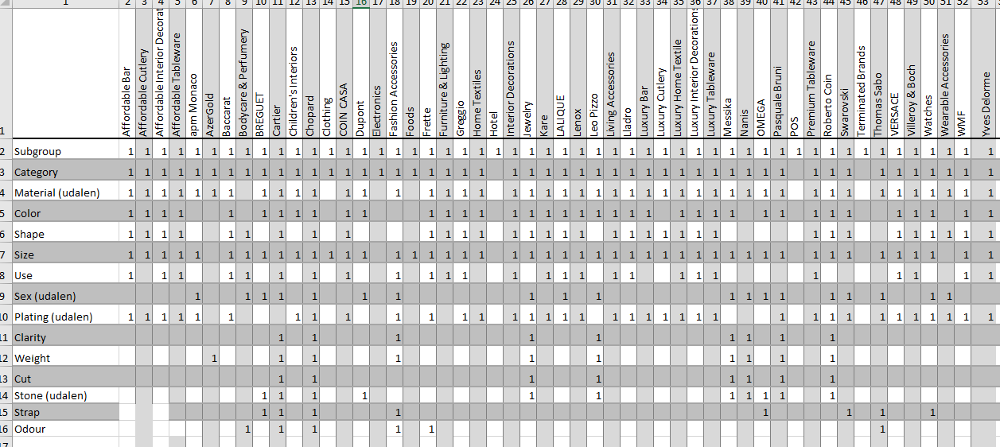 1 2 3 4 5 6 7 8 9 10 11 12 13 14 15 16 17 18 19 20 21 22 23 24 25 26 27 28 29 30 31 32 33 34 35 36 37 38 39 40 41 42 43 44 45 46 47 48 49 50 51 52 53
1
Affordable Bar
Affordable Cutlery
Affordable Interior Decorat
Affordable Tableware
apm Monaco
AzerGold
Baccarat
Bodycare & Perfumery
BREGUET
Cartier
Children's Interiors
Chopard
Clothing
COIN CASA
Dupont
Electronics
Fashion Accessories
Foods
Frette
Furniture & Lighting
Greggio
Home Textiles
Hotel
Interior Decorations
Jewelry
Kare
LALIQUE
Lenox
Leo Pizzo
Living Accessories
Lladro
Luxury Bar
Luxury Cutlery
Luxury Home Textile
Luxury Interior Decorations
Luxury Tableware
Messika
Nanis
OMEGA
Pasquale Bruni
POS
Premium Tableware
Roberto Coin
Swarovski
Terminated Brands
Thomas Sabo
VERSACE
Villeroy & Boch
Watches
Wearable Accessories
WMF
Yves Delorme
2 Subgroup 1 1 1 1 1 1 1 1 1 1 1 1 1 1 1 1 1 1 1 1 1 1 1 1 1 1 1 1 1 1 1 1 1 1 1 1 1 1 1 1 1 1 1 1 1 1 1 1 1 1 1 1
3 Category 1 1 1 1 1 1 1 1 1 1 1 1 1 1 1 1 1 1 1 1 1 1 1 1 1 1 1 1 1 1 1 1 1 1 1 1 1 1 1 1 1 1 1 1 1 1 1 1 1
4 Material (udalen) 1 1 1 1 1 1 1 1 1 1 1 1 1 1 1 1 1 1 1 1 1 1 1 1 1 1 1 1 1 1 1 1 1 1 1 1 1 1 1 1 1 1 1 1 1
5 Color 1 1 1 1 1 1 1 1 1 1 1 1 1 1 1 1 1 1 1 1 1 1 1 1 1 1 1 1 1 1 1 1 1 1 1 1 1 1
6 Shape 1 1 1 1 1 1 1 1 1 1 1 1 1 1 1 1 1 1 1 1 1 1 1 1 1 1 1 1 1 1 1 1 1 1 1
7 Size 1 1 1 1 1 1 1 1 1 1 1 1 1 1 1 1 1 1 1 1 1 1 1 1 1 1 1 1 1 1 1 1 1 1 1 1 1 1 1 1 1 1 1 1 1 1 1
8 Use 1 1 1 1 1 1 1 1 1 1 1 1 1 1 1 1 1 1 1 1 1 1 1 1 1 1
9 Sex (udalen) 1 1 1 1 1 1 1 1 1 1 1 1 1 1 1 1 1 1 1
10 Plating (udalen) 1 1 1 1 1 1 1 1 1 1 1 1 1 1 1 1 1 1 1 1 1 1 1 1 1 1 1 1 1 1 1 1 1 1 1 1 1
11 Clarity 1 1 1 1 1 1 1 1 1
12 Weight 1 1 1 1 1 1 1 1 1 1
13 Cut 1 1 1 1 1 1 1 1
14 Stone (udalen) 1 1 1 1 1 1 1 1 1 1 1
15 Strap 1 1 1 1 1 1 1 1
16 Odour 1 1 1 1 1 1
17